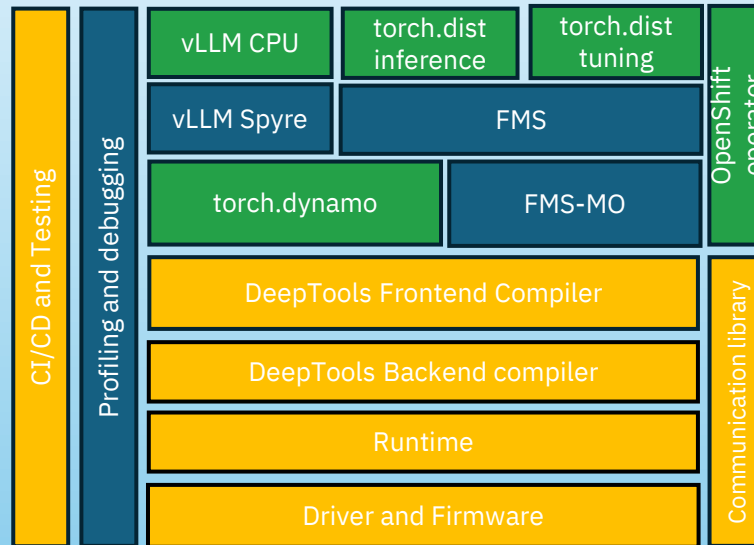 CI/CD and Testing
Profiling and debugging
vLLM CPU
torch.dist
inference
torch.dist
tuning
vLLM Spyre
FMS
torch.dynamo
FMS-MO
OpenShift
operator
DeepTools Frontend Compiler
DeepTools Backend compiler
Runtime
Driver and Firmware
Communication library